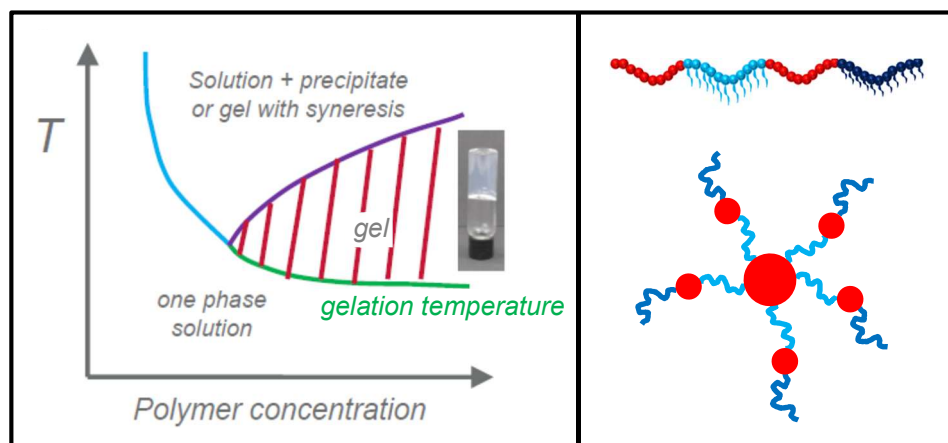 Solution + precipitate
or gel with syneresis
T
gel
one phase
solution
gelation temperature
Polymer concentration